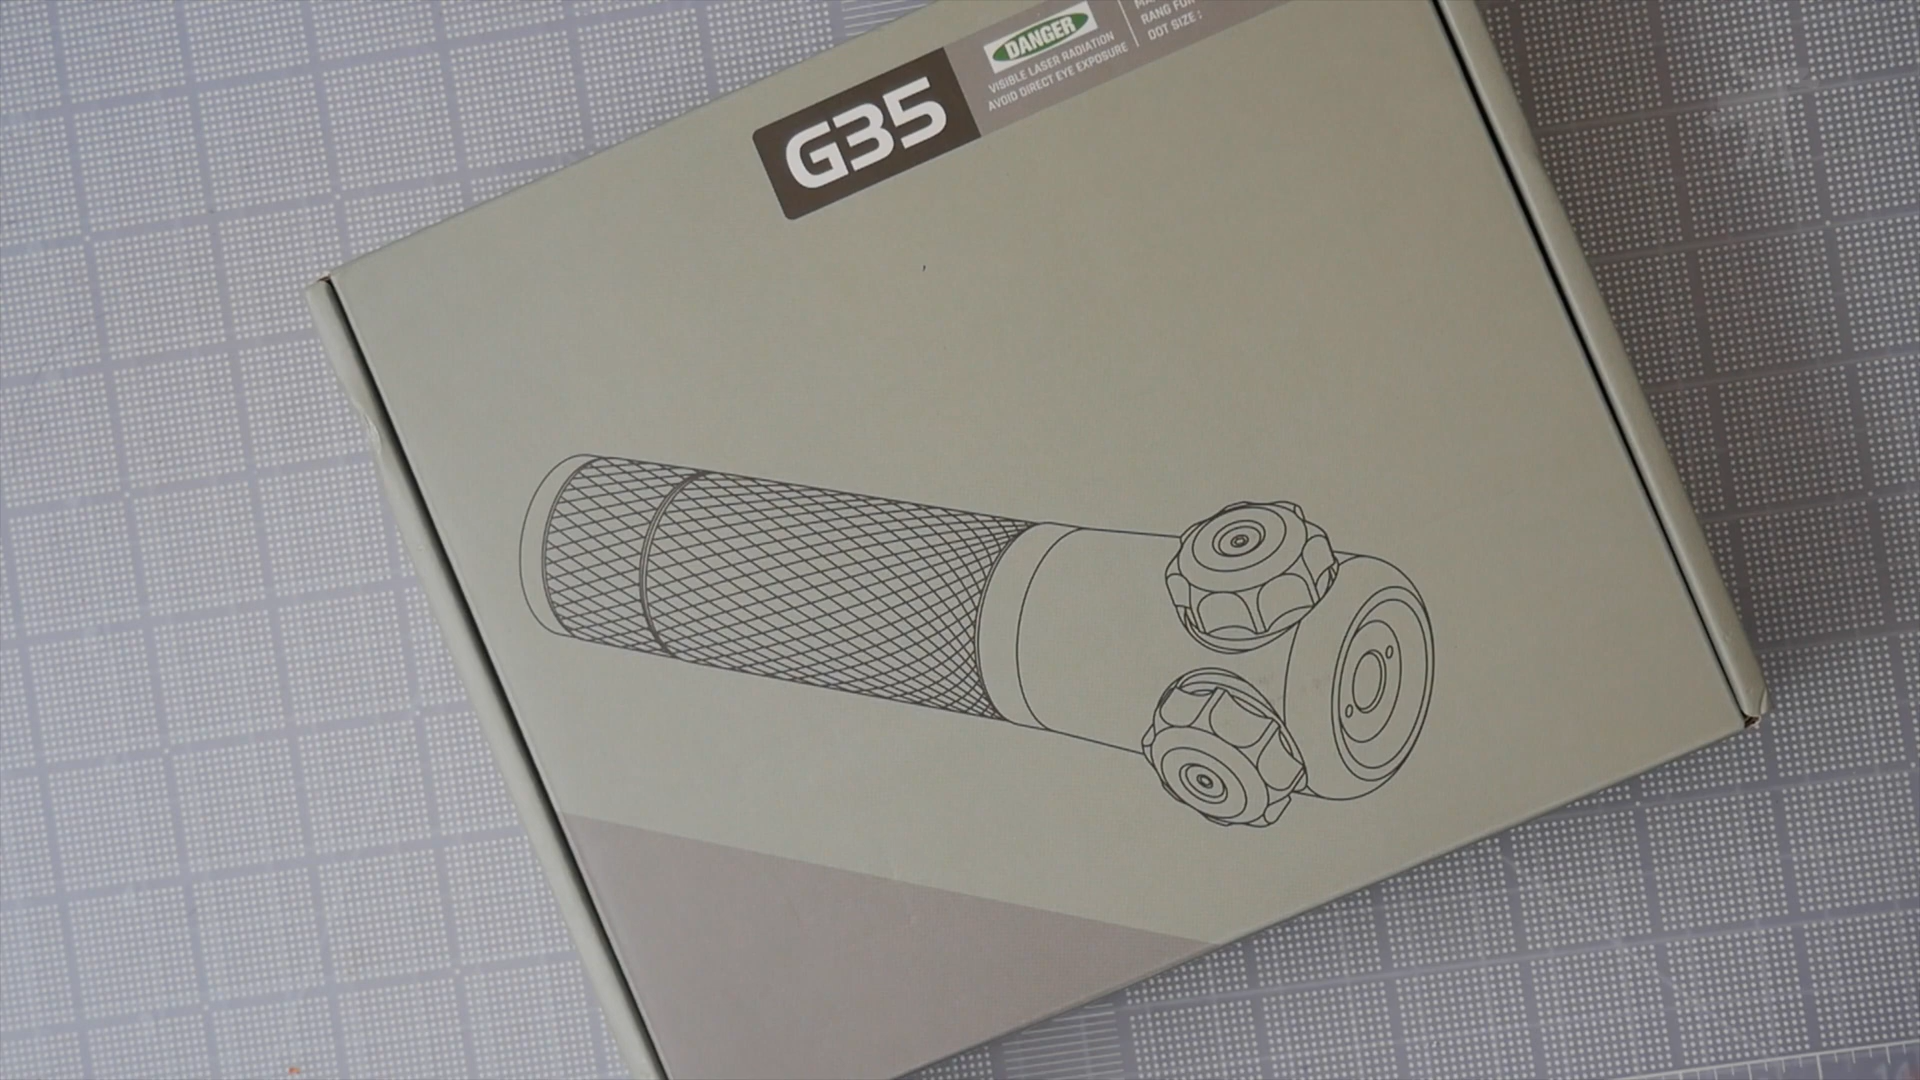 G35
DANGER
VISIBLE LASER RADIATION
AVOID DIRECT EYE EXPOSURE
RANG FOR
DOT SIZE :